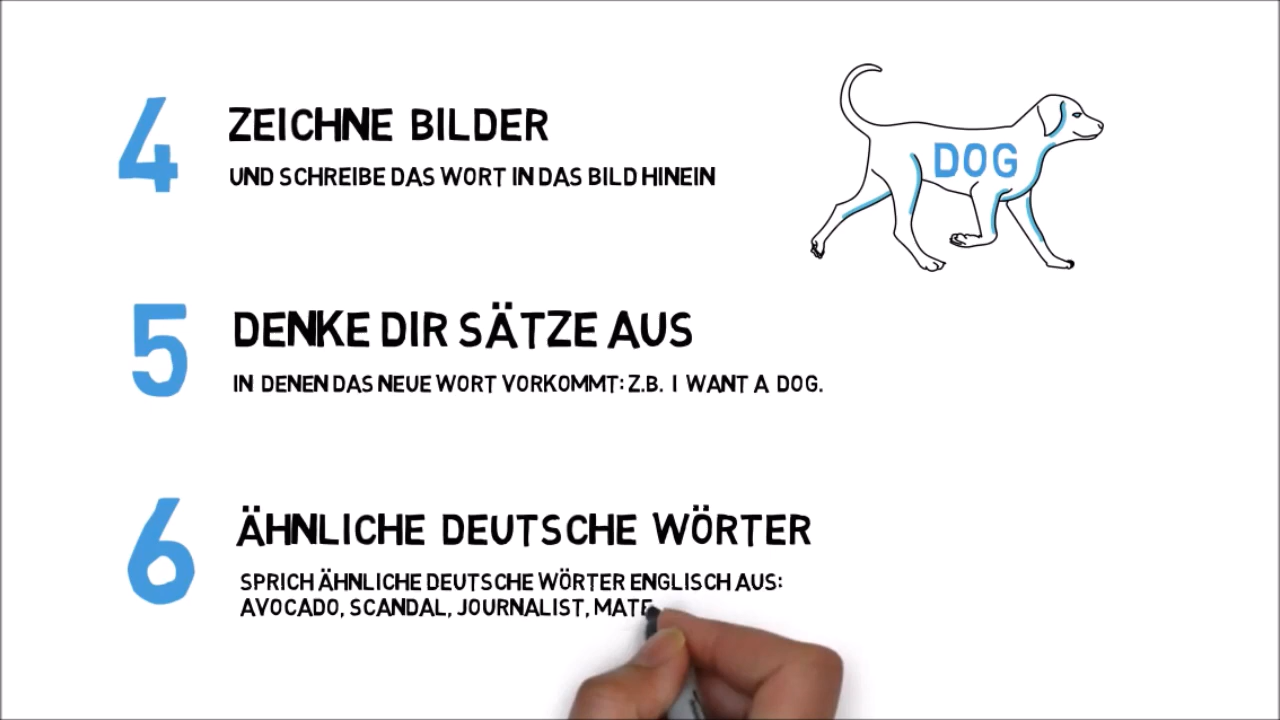 4
ZEICHNE BILDER
UND SCHREIBE DAS WORT IN DAS BILD HINEIN
DOG
5
DENKE DIR SÄTZE AUS
IN DENEN DAS NEUE WORT VORKOMMT: Z.B. I WANT A DOG.
6
ÄHNLICHE DEUTSCHE WÖRTER
SPRICH ÄHNLICHE DEUTSCHE WÖRTER ENGLISCH AUS:
AVOCADO, SCANDAL, JOURNALIST, MATE